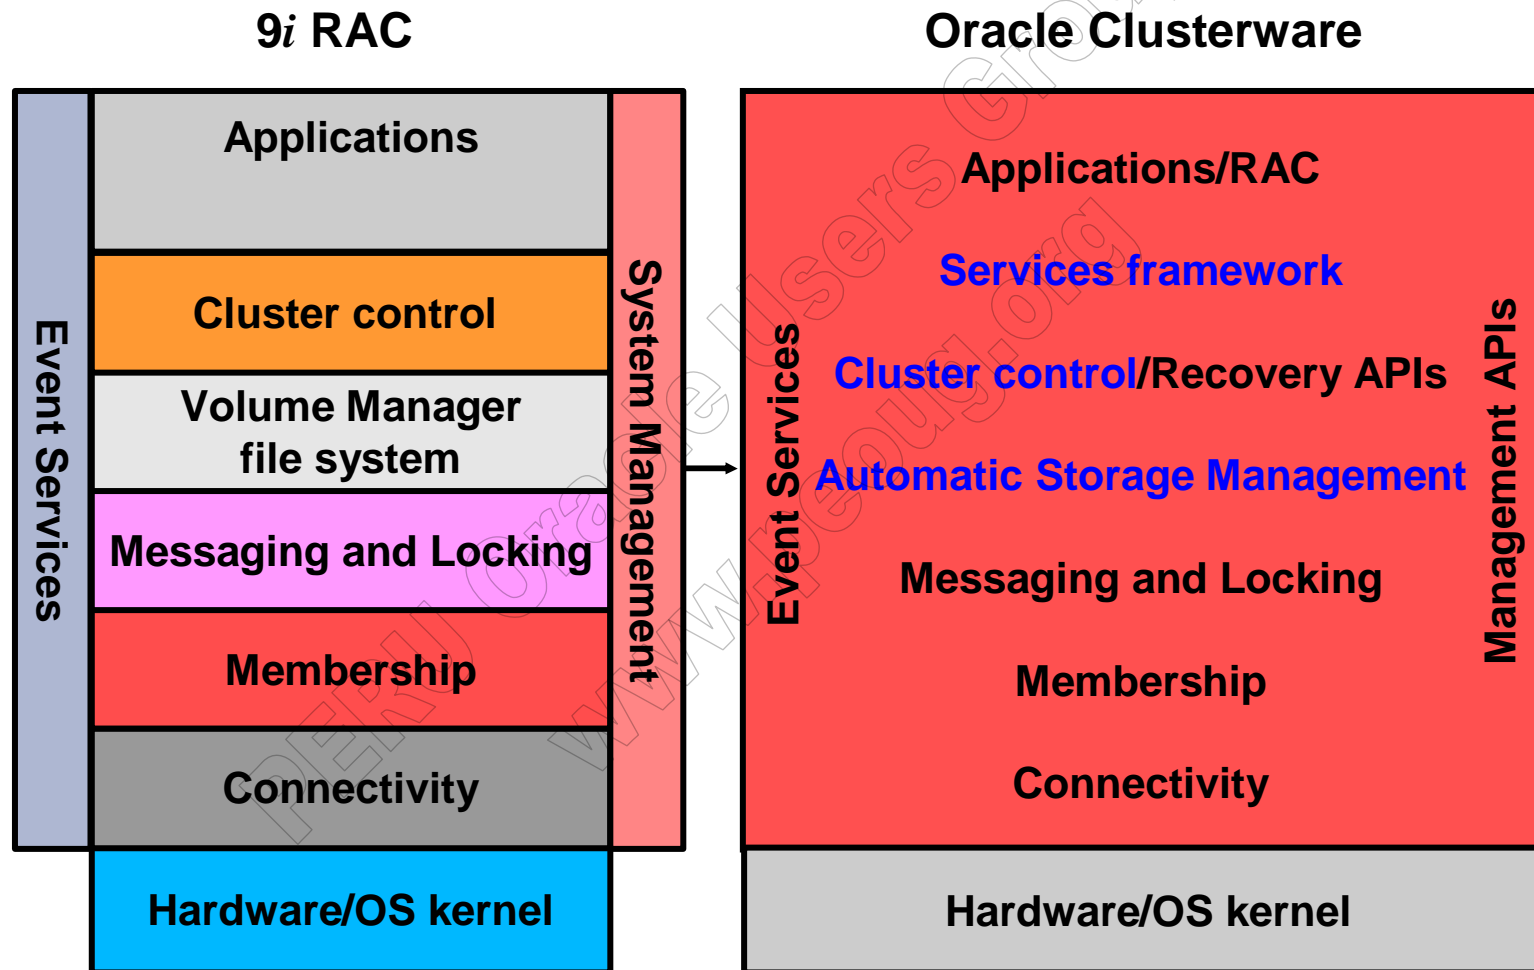 9i RAC
Applications
Cluster control
Volume Manager
file system
Messaging and Locking
Membership
Connectivity
Hardware/OS kernel
Event Services
System Management
Oracle Clusterware
Applications/RAC
Services framework
Cluster control/Recovery APIs
Automatic Storage Management
Messaging and Locking
Membership
Connectivity
Hardware/OS kernel
Event Services
Management APIs
PERU Oracle Users Grou
www.peoug.org